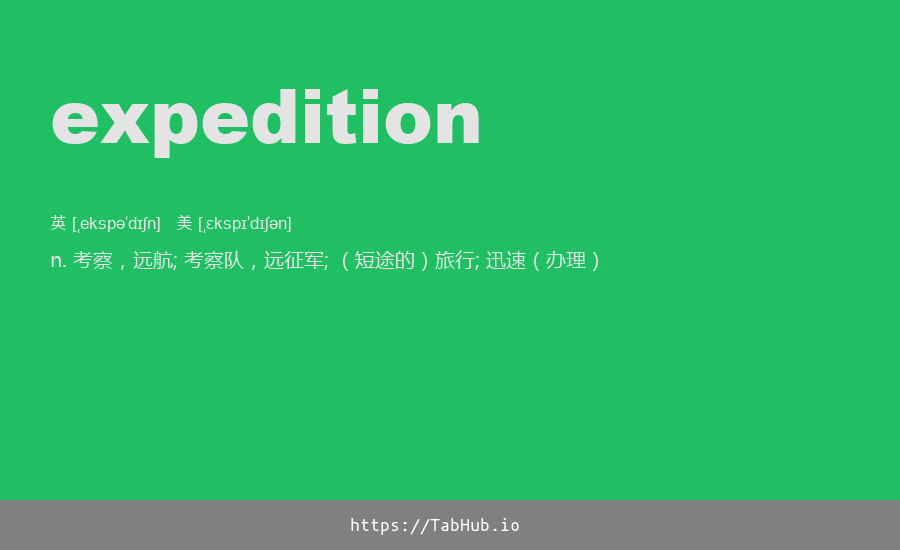 expedition
英 [ˌekspəˈdɪʃn] 美 [ˌɛkspɪˈdɪʃən]
n. 考察，远航; 考察队，远征军; （短途的）旅行; 迅速（办理）
https://TabHub.io